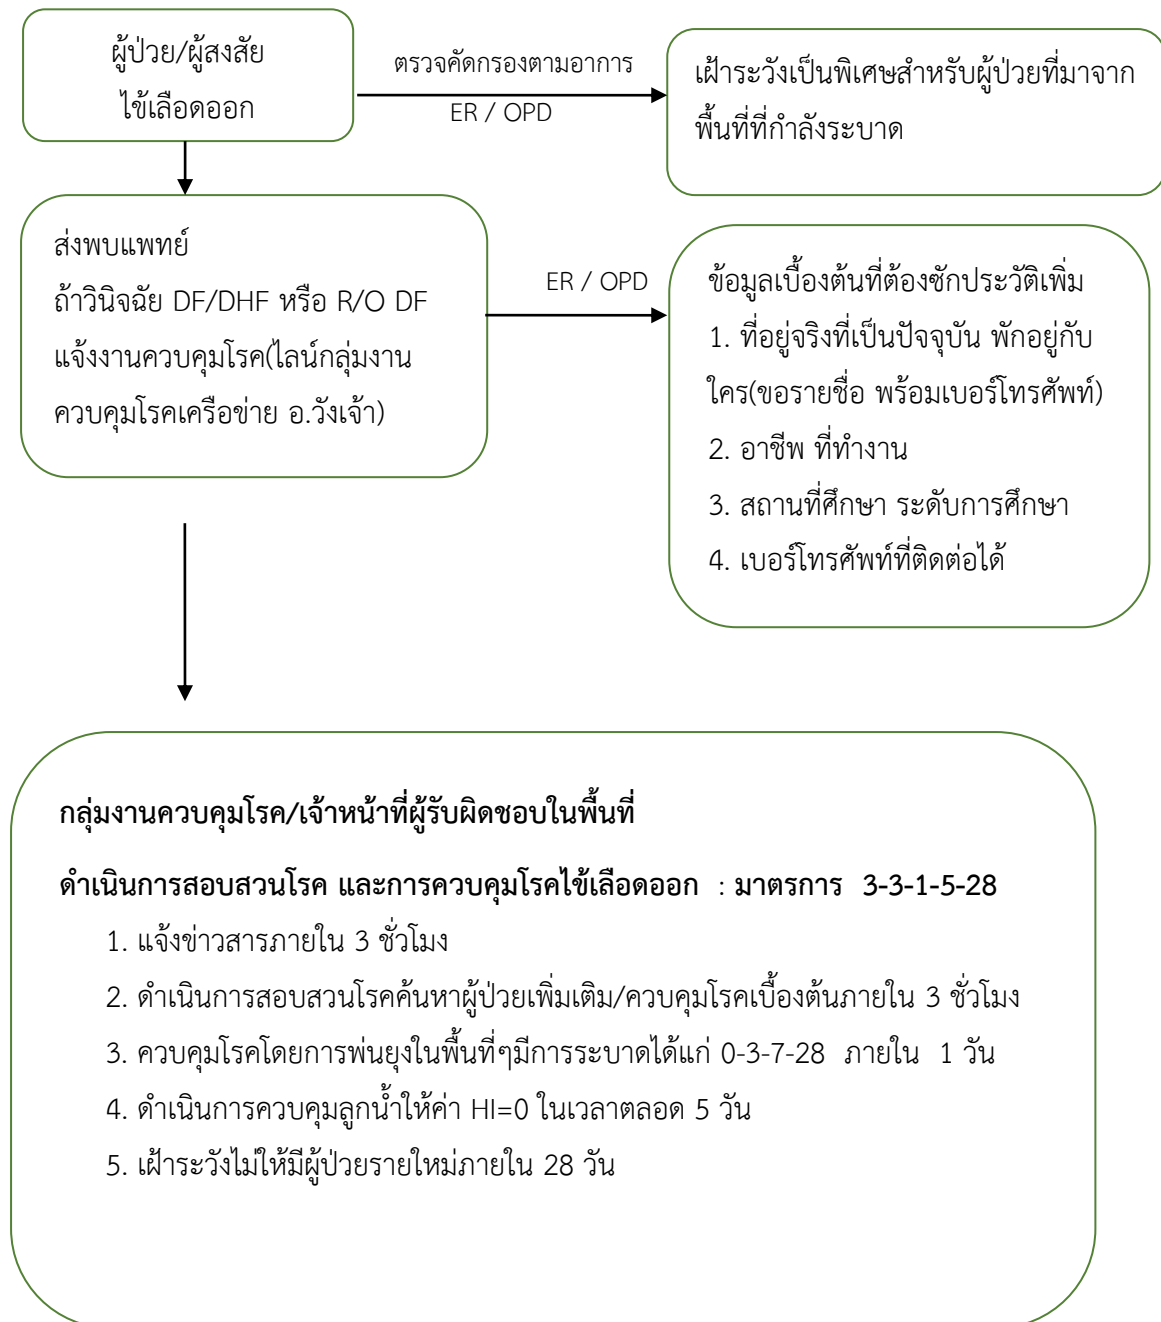 ผู้ป่วย/ผู้สงสัย
ไข้เลือดออก
ตรวจคัดกรองตามอาการ
ER / OPD
เฝ้าระวังเป็นพิเศษสำหรับผู้ป่วยที่มาจาก
พื้นที่ที่กำลังระบาด
ส่งพบแพทย์
ถ้าวินิจฉัย DF/DHF หรือ R/O DF
แจ้งงานควบคุมโรค(ไลน์กลุ่มงาน
ควบคุมโรคเครือข่าย อ.วังเจ้า)
ER / OPD
ข้อมูลเบื้องต้นที่ต้องซักประวัติเพิ่ม
1. ที่อยู่จริงที่เป็นปัจจุบัน พักอยู่กับ
ใคร(ขอรายชื่อ พร้อมเบอร์โทรศัพท์)
2. อาชีพ ที่ทำงาน
3. สถานที่ศึกษา ระดับการศึกษา
4. เบอร์โทรศัพท์ที่ติดต่อได้
กลุ่มงานควบคุมโรค/เจ้าหน้าที่ผู้รับผิดชอบในพื้นที่
ดำเนินการสอบสวนโรค และการควบคุมโรคไข้เลือดออก : มาตรการ 3-3-1-5-28
1. แจ้งข่าวสารภายใน 3 ชั่วโมง
2. ดำเนินการสอบสวนโรคค้นหาผู้ป่วยเพิ่มเติม/ควบคุมโรคเบื้องต้นภายใน 3 ชั่วโมง
3. ควบคุมโรคโดยการพ่นยุงในพื้นที่ๆมีการระบาดได้แก่ 0-3-7-28 ภายใน 1 วัน
4. ดำเนินการควบคุมลูกน้ำให้ค่า HI=0 ในเวลาตลอด 5 วัน
5. เฝ้าระวังไม่ให้มีผู้ป่วยรายใหม่ภายใน 28 วัน